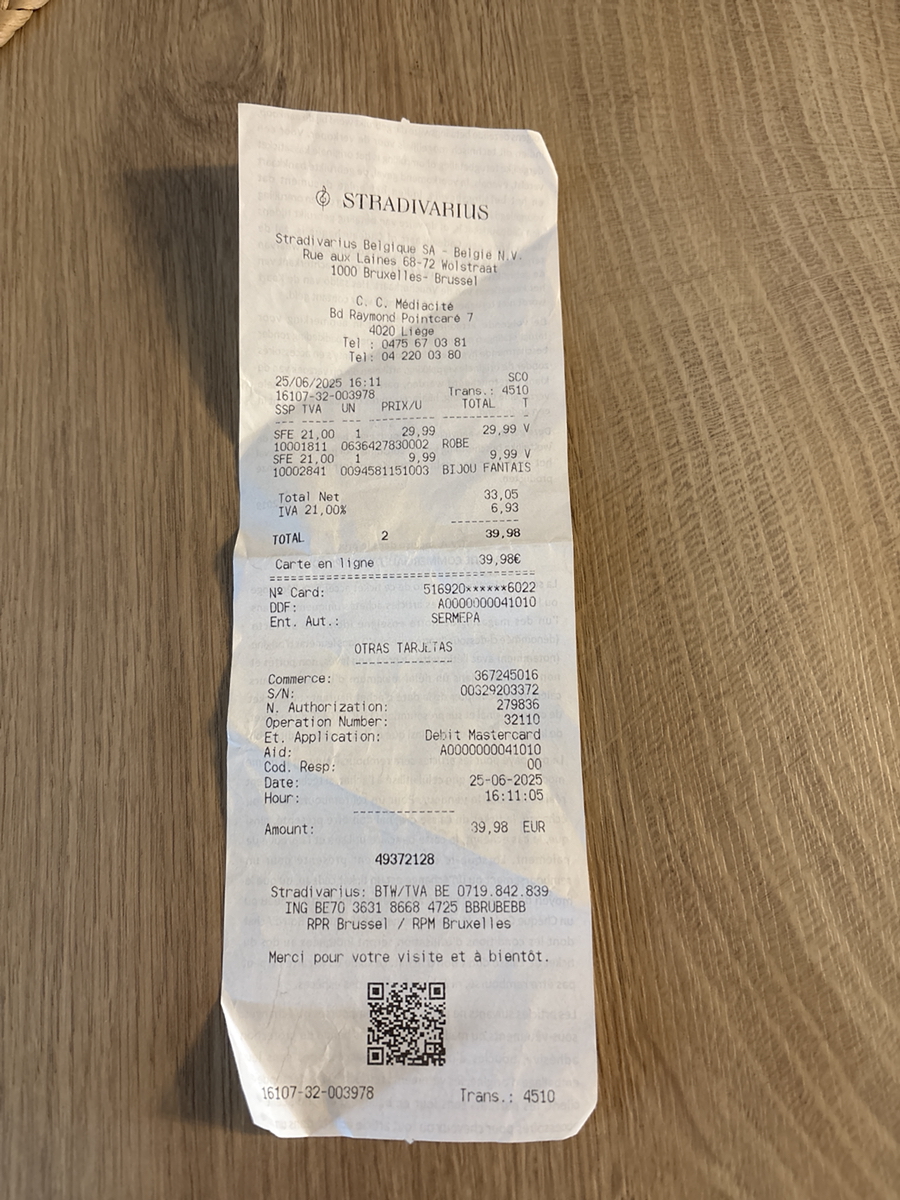 STRADIVARIUS
Stradivarius Belgique SA - België N.V.
Rue aux Laines 68-72 Wolstraat
1000 Bruxelles- Brussel
C. C. Médiacité
Bd Raymond Pointcaré 7
4020 Liège
Tel : 0475 67 03 81
Tel: 04 220 03 80
25/06/2025 16:11 SCO
16107-32-003978 Trans.: 4510
SSP TVA UN PRIX/U TOTAL T
SFE 21,00 1 29,99 29,99 V
10001811 0636427830002 ROBE
SFE 21,00 1 9,99 9,99 V
10002841 0094581151003 BIJOU FANTAIS
Total Net 33,05
IVA 21,00% 6,93
TOTAL 2 39,98
Carte en ligne 39,98€
Nº Card: 516920******6022
DDF: A0000000041010
Ent. Aut.: SERMEPA
OTRAS TARJETAS
Commerce: 367245016
S/N: 00329203372
N. Authorization: 279836
Operation Number: 32110
Et. Application: Debit Mastercard
Aid: A0000000041010
Cod. Resp: 00
Date: 25-06-2025
Hour: 16:11:05
Amount: 39,98 EUR
49372128
Stradivarius: BTW/TVA BE 0719.842.839
ING BE70 3631 8668 4725 BBRUBEBB
RPR Brussel / RPM Bruxelles
Merci pour votre visite et à bientôt.
16107-32-003978 Trans.: 4510